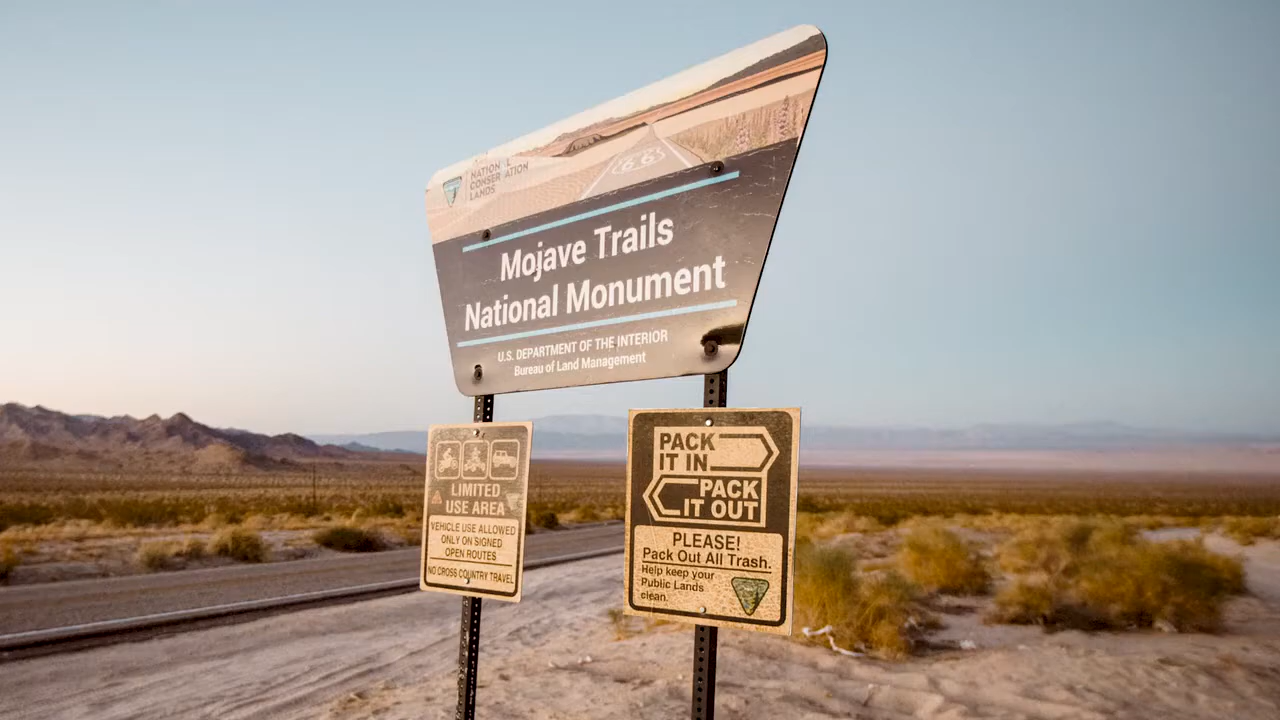 NATIONAL
CONSERVATION
LANDS
66
Mojave Trails
National Monument
U.S. DEPARTMENT OF THE INTERIOR
Bureau of Land Management
LIMITED
USE AREA
VEHICLE USE ALLOWED
ONLY ON SIGNED
OPEN ROUTES
NO CROSS COUNTRY TRAVEL
PACK
IT IN
PACK
IT OUT
PLEASE!
Pack Out All Trash.
Help keep your
Public Lands
clean.